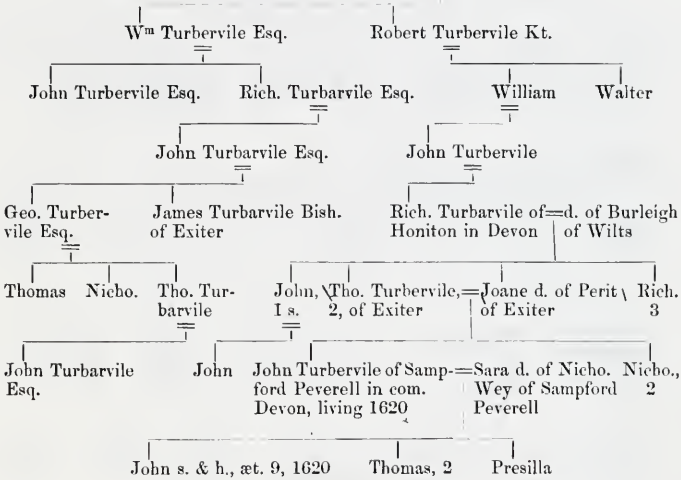 Wᵐ Turbervile Esq. Robert Turbervile Kt.
John Turbervile Esq. Rich. Turbarvile Esq. William Walter
John Turbarvile Esq. John Turbervile
Geo. Turber- James Turbarvile Bish. Rich. Turbarvile of=d. of Burleigh
vile Esq. of Exiter Honiton in Devon of Wilts
Thomas Nicho. Tho. Tur- John, Tho. Turbervile,=Joane d. of Perit Rich.
barvile I s. 2, of Exiter of Exiter 3
John Turbarvile John John Turbervile of Samp-=Sara d. of Nicho. Nicho.,
Esq. ford Peverell in com. Wey of Sampford 2
Devon, living 1620 Peverell
John s. & h., æt. 9, 1620 Thomas, 2 Presilla